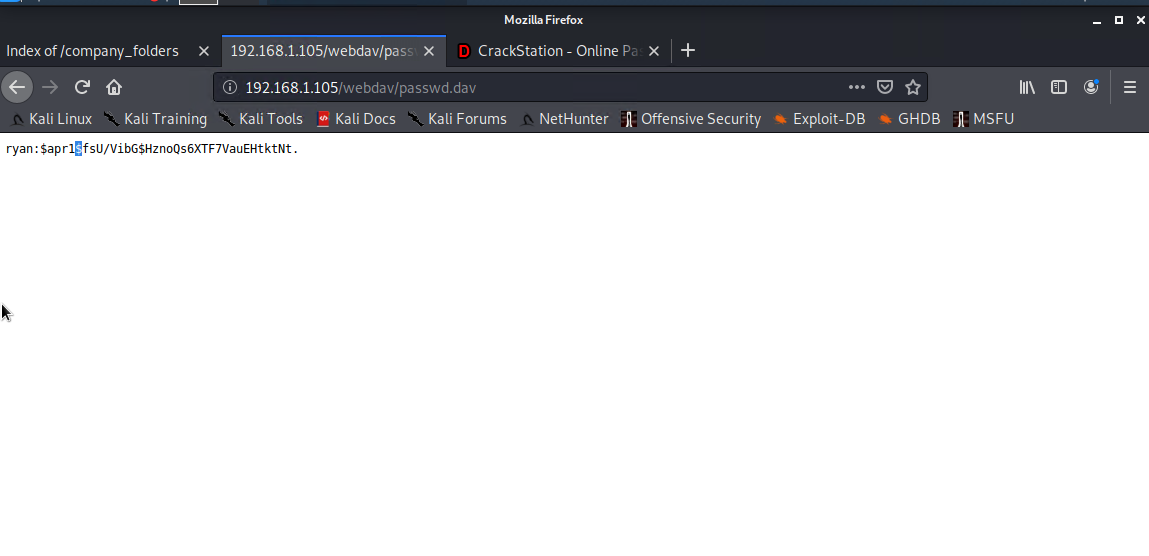 Mozilla Firefox
Index of /company_folders
192.168.1.105/webdav/pass
CrackStation - Online Pa
192.168.1.105/webdav/passwd.dav
Kali Linux Kali Training Kali Tools Kali Docs Kali Forums NetHunter Offensive Security Exploit-DB GHDB MSFU
ryan:$apr1$fsU/VibG$HznoQs6XTF7VauEHtktNt.